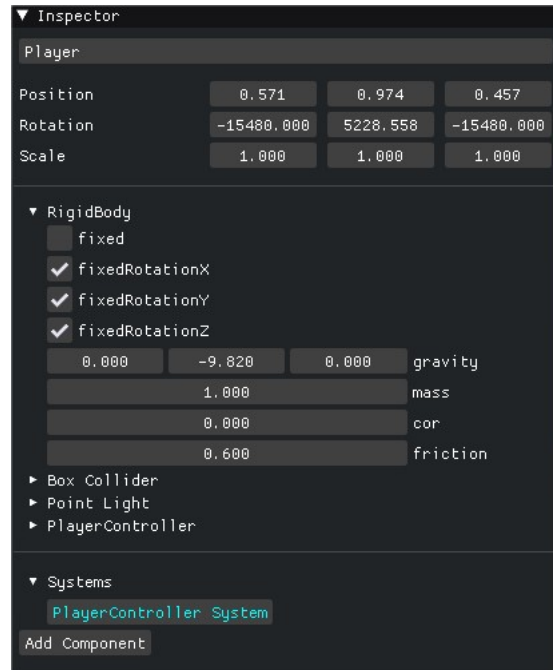 Inspector
Player
Position 0.571 0.974 0.457
Rotation -15480.000 5228.558 -15480.000
Scale 1.000 1.000 1.000
RigidBody
fixed
fixedRotationX
fixedRotationY
fixedRotationZ
0.000 -9.820 0.000 gravity
1.000 mass
0.000 cor
0.600 friction
Box Collider
Point Light
PlayerController
Systems
PlayerController System
Add Component